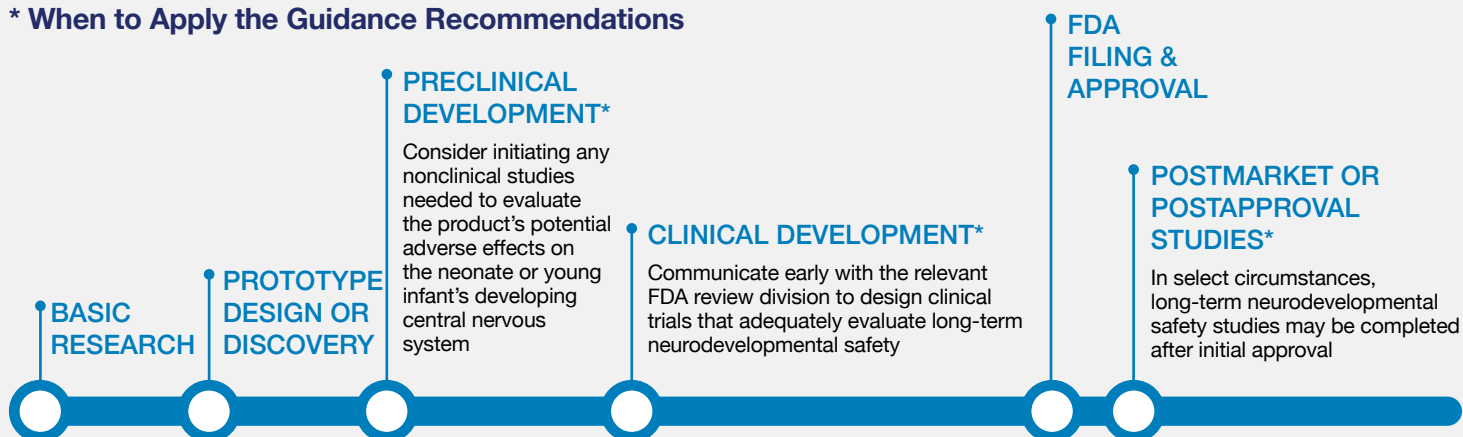 * When to Apply the Guidance Recommendations
BASIC
RESEARCH
PROTOTYPE
DESIGN OR
DISCOVERY
PRECLINICAL
DEVELOPMENT*
Consider initiating any
nonclinical studies
needed to evaluate
the product's potential
adverse effects on
the neonate or young
infant's developing
central nervous
system
CLINICAL DEVELOPMENT*
Communicate early with the relevant
FDA review division to design clinical
trials that adequately evaluate long-term
neurodevelopmental safety
FDA
FILING &
APPROVAL
POSTMARKET OR
POSTAPPROVAL
STUDIES*
In select circumstances,
long-term neurodevelopmental
safety studies may be completed
after initial approval